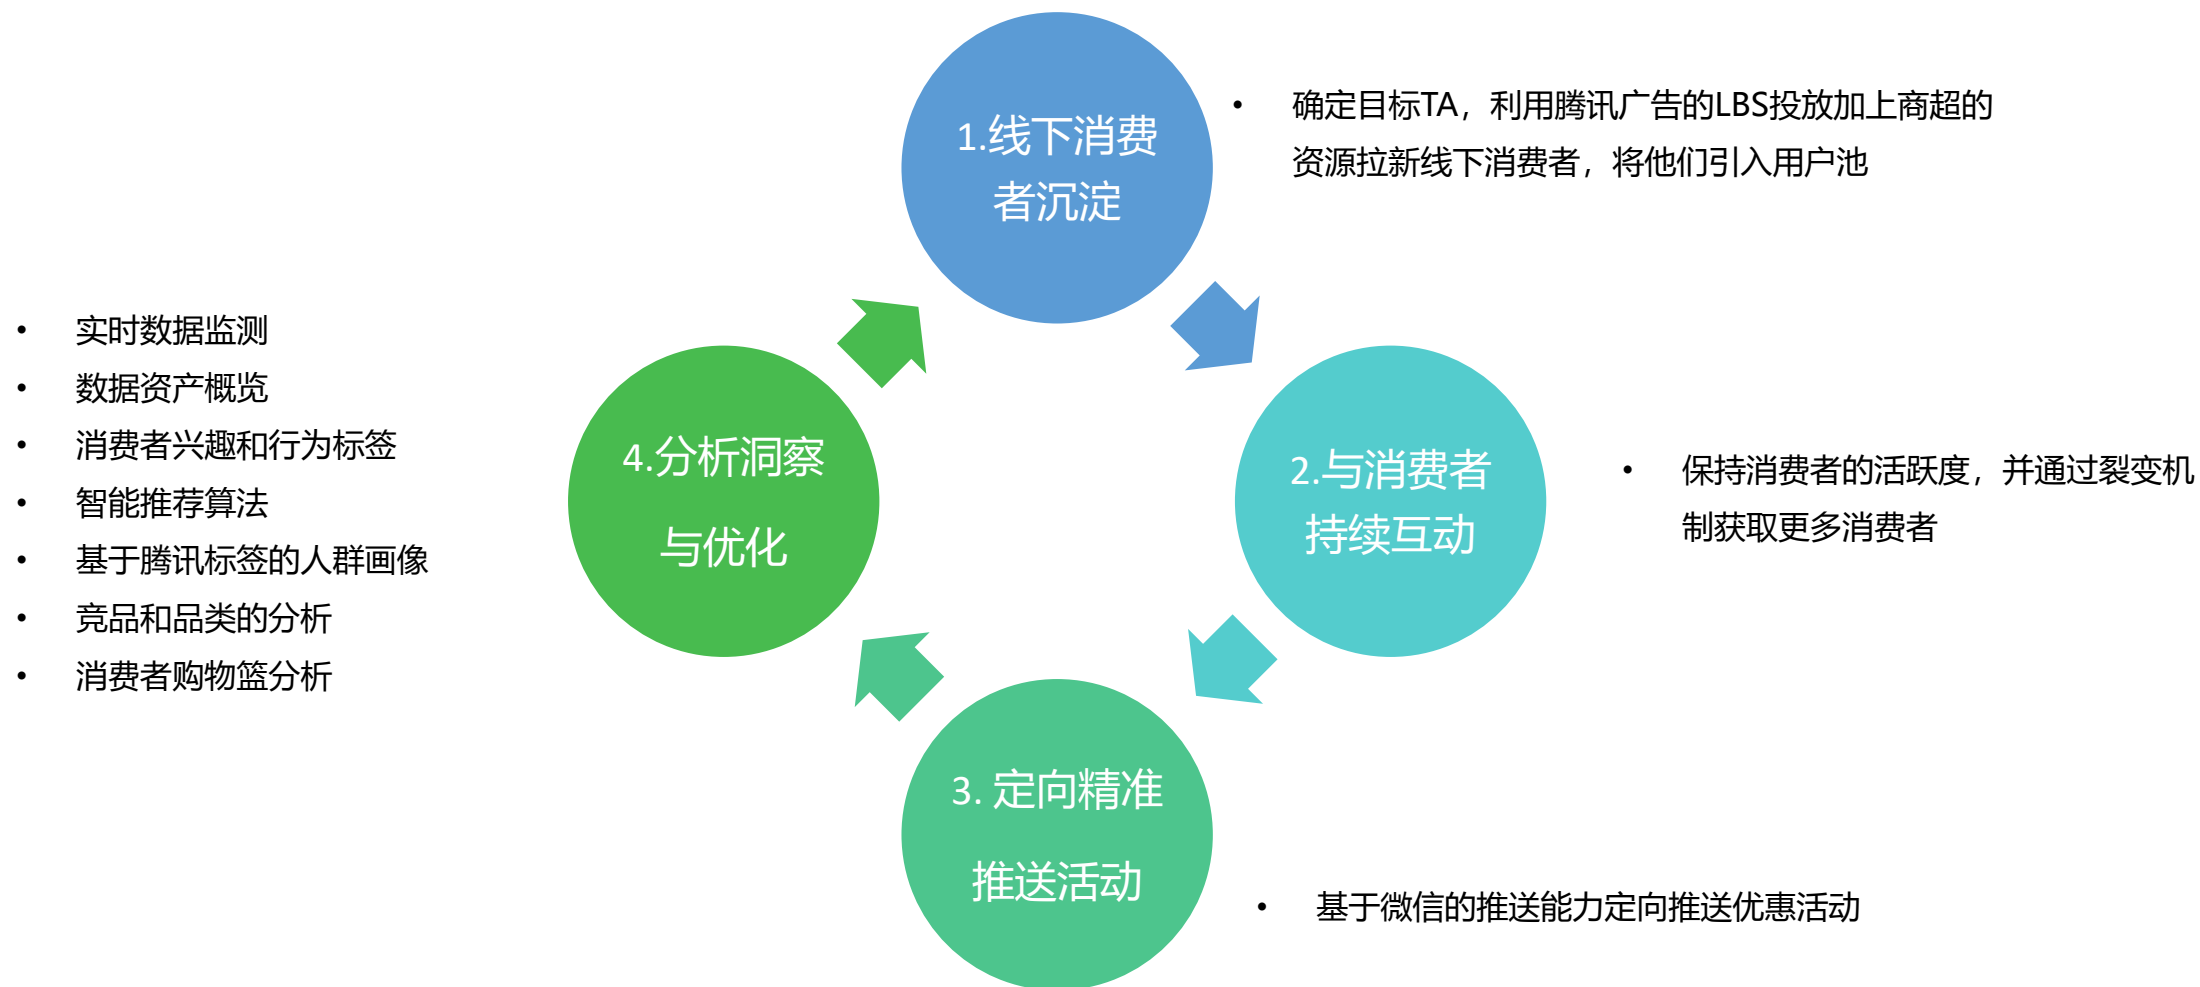 1.线下消费
者沉淀
• 确定目标TA，利用腾讯广告的LBS投放加上商超的
资源拉新线下消费者，将他们引入用户池
2.与消费者
持续互动
• 保持消费者的活跃度，并通过裂变机
制获取更多消费者
3. 定向精准
推送活动
• 基于微信的推送能力定向推送优惠活动
4.分析洞察
与优化
• 实时数据监测
• 数据资产概览
• 消费者兴趣和行为标签
• 智能推荐算法
• 基于腾讯标签的人群画像
• 竞品和品类的分析
• 消费者购物篮分析